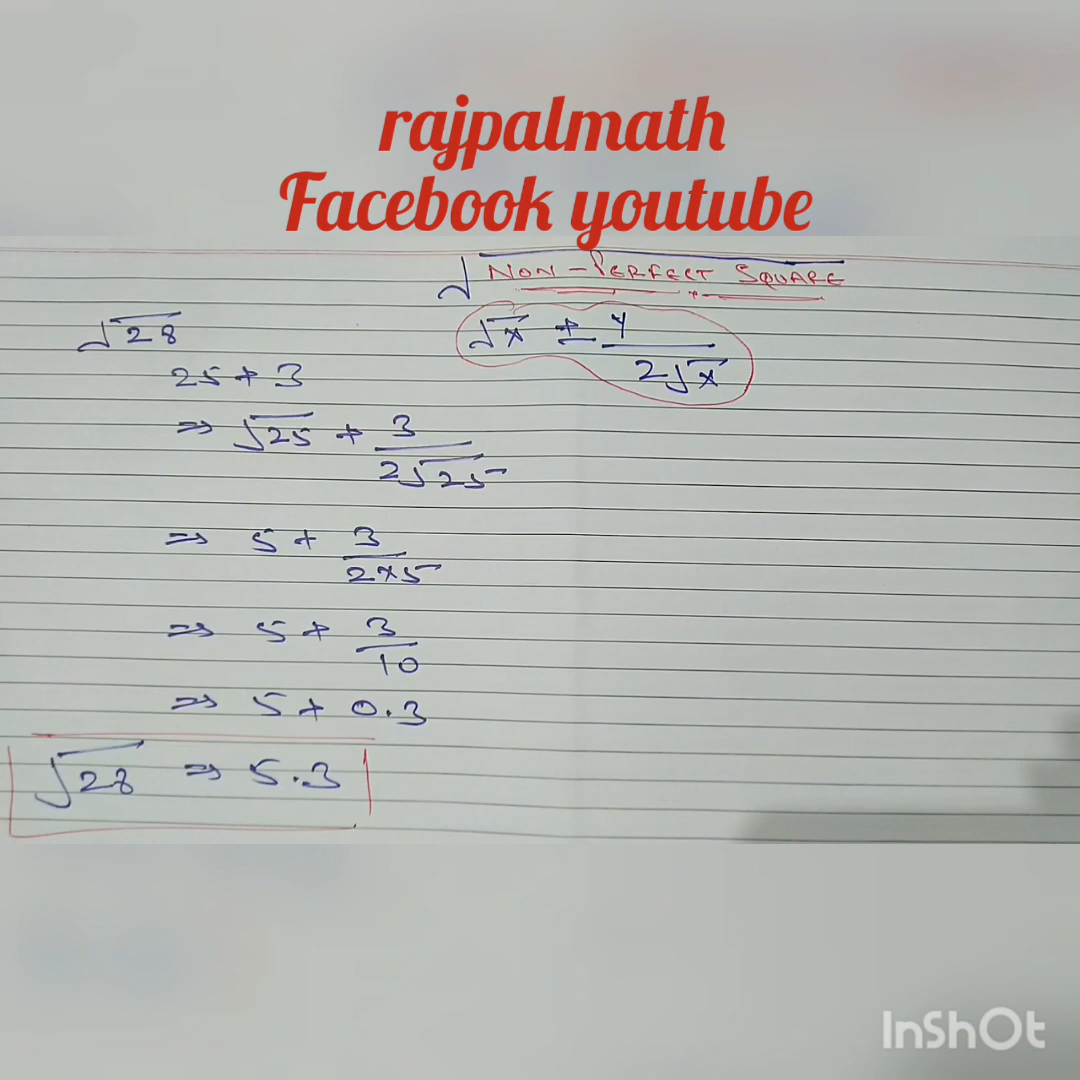 rajpalmath
Facebook youtube
√NON-PERFECT SQUARE
√x ± y/2√x
√28
25+3
⇒ √25 + 3/2√25
⇒ 5+ 3/2×5
⇒ 5+ 3/10
⇒ 5+ 0.3
√28 ⇒ 5.3
InShOt